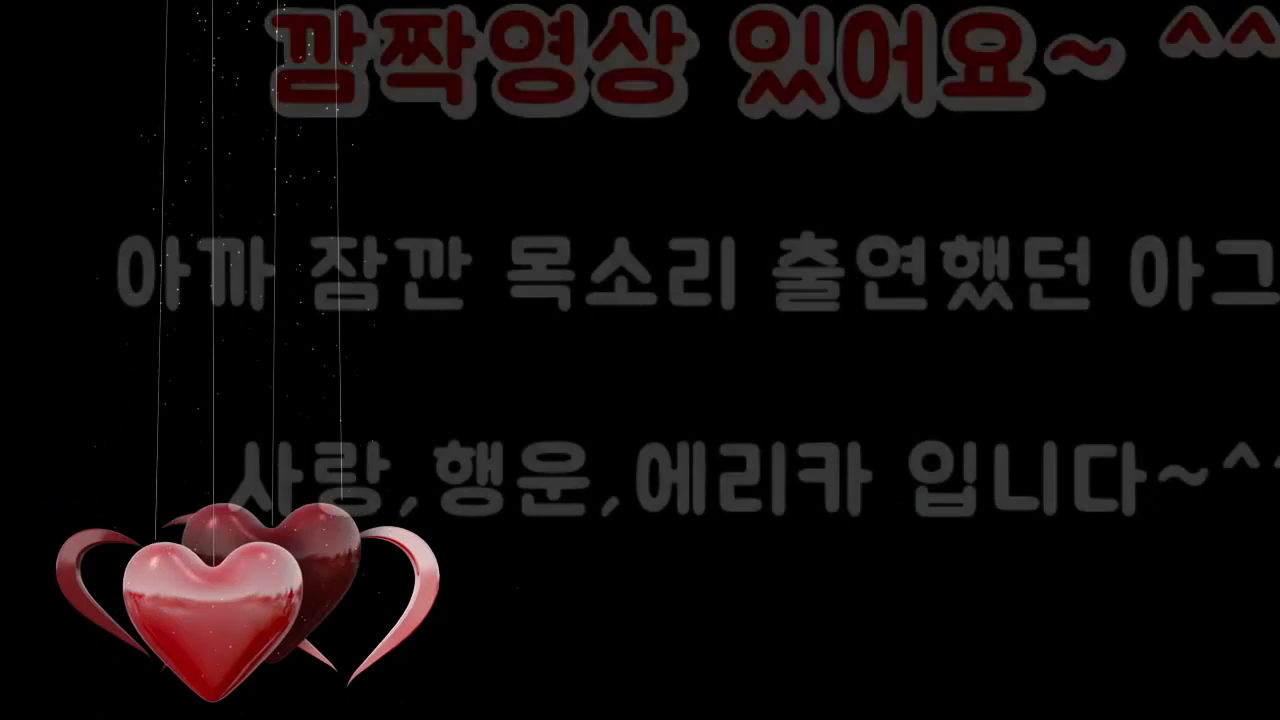 깜짝영상 있어요~ ^^
아까 잠깐 목소리 출연했던 아그
사랑,행운,에리카 입니다~^^